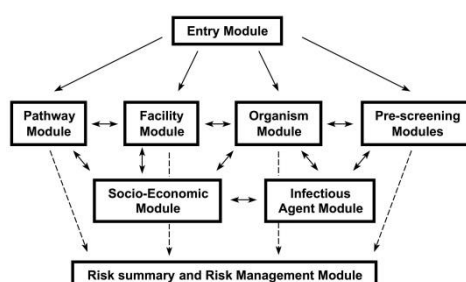 Entry Module
Pathway
Module
Facility
Module
Organism
Module
Pre-screening
Modules
Socio-Economic
Module
Infectious
Agent Module
Risk summary and Risk Management Module